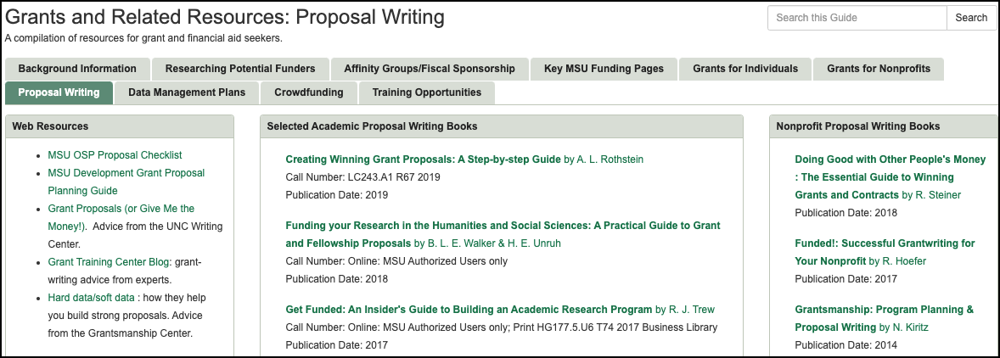 Grants and Related Resources: Proposal Writing
Search this Guide
Search
A compilation of resources for grant and financial aid seekers.
Background Information
Researching Potential Funders
Affinity Groups/Fiscal Sponsorship
Key MSU Funding Pages
Grants for Individuals
Grants for Nonprofits
Proposal Writing
Data Management Plans
Crowdfunding
Training Opportunities
Web Resources
MSU OSP Proposal Checklist
MSU Development Grant Proposal
Planning Guide
Grant Proposals (or Give Me the
Money!). Advice from the UNC Writing
Center.
Grant Training Center Blog: grant-
writing advice from experts.
Hard data/soft data : how they help
you build strong proposals. Advice
from the Grantsmanship Center.
Selected Academic Proposal Writing Books
Creating Winning Grant Proposals: A Step-by-step Guide by A. L. Rothstein
Call Number: LC243.A1 R67 2019
Publication Date: 2019
Funding your Research in the Humanities and Social Sciences: A Practical Guide to Grant
and Fellowship Proposals by B. L. E. Walker & H. E. Unruh
Call Number: Online: MSU Authorized Users only
Publication Date: 2018
Get Funded: An Insider's Guide to Building an Academic Research Program by R. J. Trew
Call Number: Online: MSU Authorized Users only; Print HG177.5.U6 T74 2017 Business Library
Publication Date: 2017
Nonprofit Proposal Writing Books
Doing Good with Other People's Money
: The Essential Guide to Winning
Grants and Contracts by R. Steiner
Publication Date: 2018
Funded!: Successful Grantwriting for
Your Nonprofit by R. Hoefer
Publication Date: 2017
Grantsmanship: Program Planning &
Proposal Writing by N. Kiritz
Publication Date: 2014